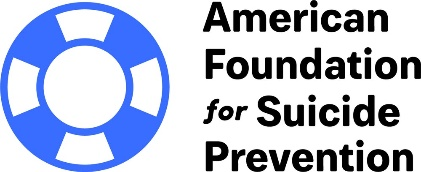 American
Foundation
for Suicide
Prevention